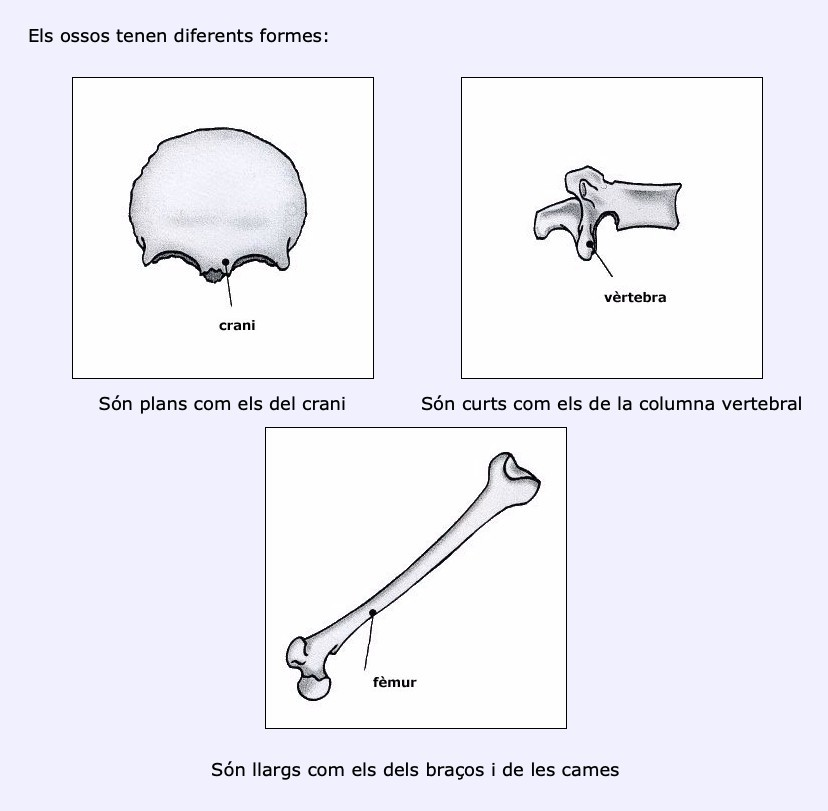 Els ossos tenen diferents formes:
crani
vèrtebra
Són plans com els del crani
Són curts com els de la columna vertebral
fèmur
Són llargs com els dels braços i de les cames